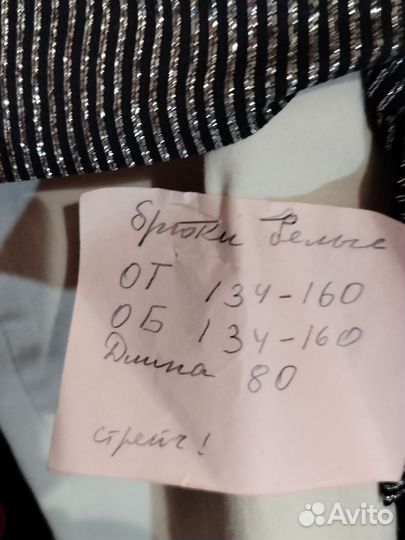 брюки белые
ОТ 134-160
ОБ 134-160
Длина 80
стрейч!
Avito